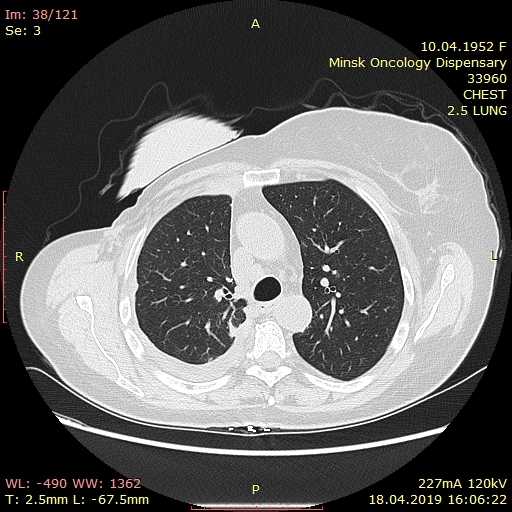 Im: 38/121
Se: 3
A
10.04.1952 F
Minsk Oncology Dispensary
33960
CHEST
2.5 LUNG
R
L
WL: -490 WW: 1362
T: 2.5mm L: -67.5mm
P
227mA 120kV
18.04.2019 16:06:22